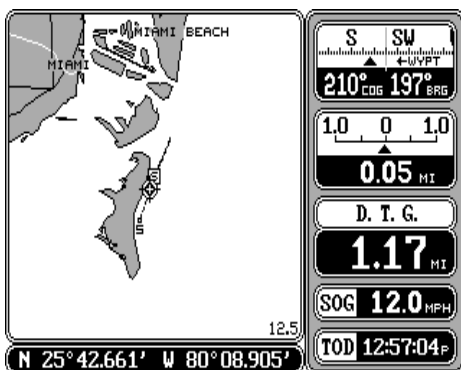 MIAMI BEACH
MIAMI
S
S
12.5
N 25°42.661' W 80°08.905'
S SW
←WYPT
210°COG 197°BRG
1.0 0 1.0
0.05 MI
D. T. G.
1.17 MI
SOG 12.0 MPH
TOD 12:57:04P